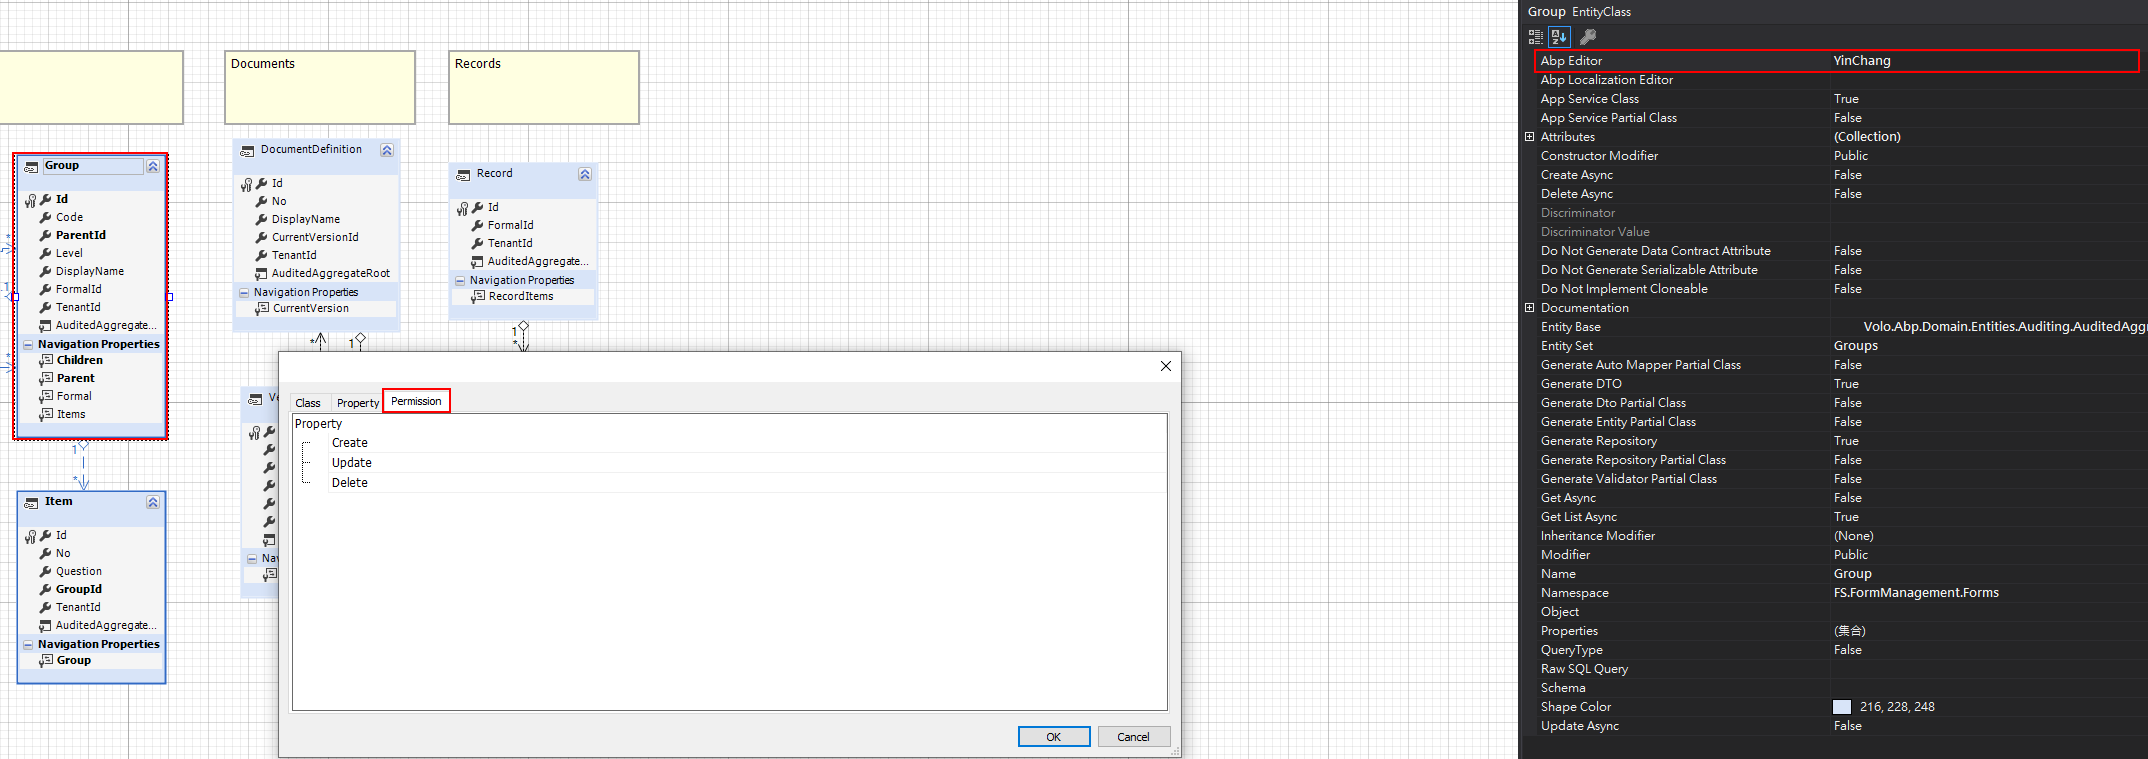 Documents
Records
Group
Id
Code
ParentId
Level
DisplayName
FormalId
TenantId
AuditedAggregate...
Navigation Properties
Children
Parent
Formal
Items
1
*
Item
Id
No
Question
GroupId
TenantId
AuditedAggregate...
Navigation Properties
Group
DocumentDefinition
Id
No
DisplayName
CurrentVersionId
TenantId
AuditedAggregateRoot
Navigation Properties
CurrentVersion
* 1
Record
Id
FormalId
TenantId
AuditedAggregate...
Navigation Properties
RecordItems
1
*
Ve
Nav
Class Property Permission
Property
Create
Update
Delete
OK Cancel
Group EntityClass
Abp Editor YinChang
Abp Localization Editor
App Service Class True
App Service Partial Class False
Attributes (Collection)
Constructor Modifier Public
Create Async False
Delete Async False
Discriminator
Discriminator Value
Do Not Generate Data Contract Attribute False
Do Not Generate Serializable Attribute False
Do Not Implement Cloneable False
Documentation
Entity Base Volo.Abp.Domain.Entities.Auditing.AuditedAggr
Entity Set Groups
Generate Auto Mapper Partial Class False
Generate DTO True
Generate Dto Partial Class False
Generate Entity Partial Class False
Generate Repository True
Generate Repository Partial Class False
Generate Validator Partial Class False
Get Async False
Get List Async True
Inheritance Modifier (None)
Modifier Public
Name Group
Namespace FS.FormManagement.Forms
Object
Properties (集合)
QueryType False
Raw SQL Query
Schema
Shape Color 216, 228, 248
Update Async False